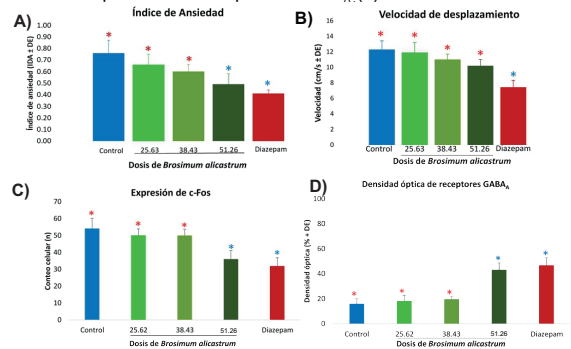 A)
Índice de Ansiedad
Índice de ansiedad (IDA ± DE)
1.00
0.90
0.80
0.70
0.60
0.50
0.40
0.30
0.20
0.10
0.00
*
*
*
*
*
Control
25.63
38.43
51.26
Diazepam
Dosis de Brosimum alicastrum
B)
Velocidad de desplazamiento
Velocidad (cm/s ± DE)
16
14
12
10
8
6
4
2
0
*
*
*
*
*
Control
25.63
38.43
51.26
Diazepam
Dosis de Brosimum alicastrum
C)
Expresión de c-Fos
Conteo celular (n)
70
60
50
40
30
20
10
0
*
*
*
*
*
Control
25.62
38.43
51.26
Diazepam
Dosis de Brosimum alicastrum
D)
Densidad óptica de receptores GABAA
Densidad óptica (% + DE)
100
80
60
40
20
0
*
*
*
*
*
Control
25.62
38.43
51.26
Diazepam
Dosis de Brosimum alicastrum